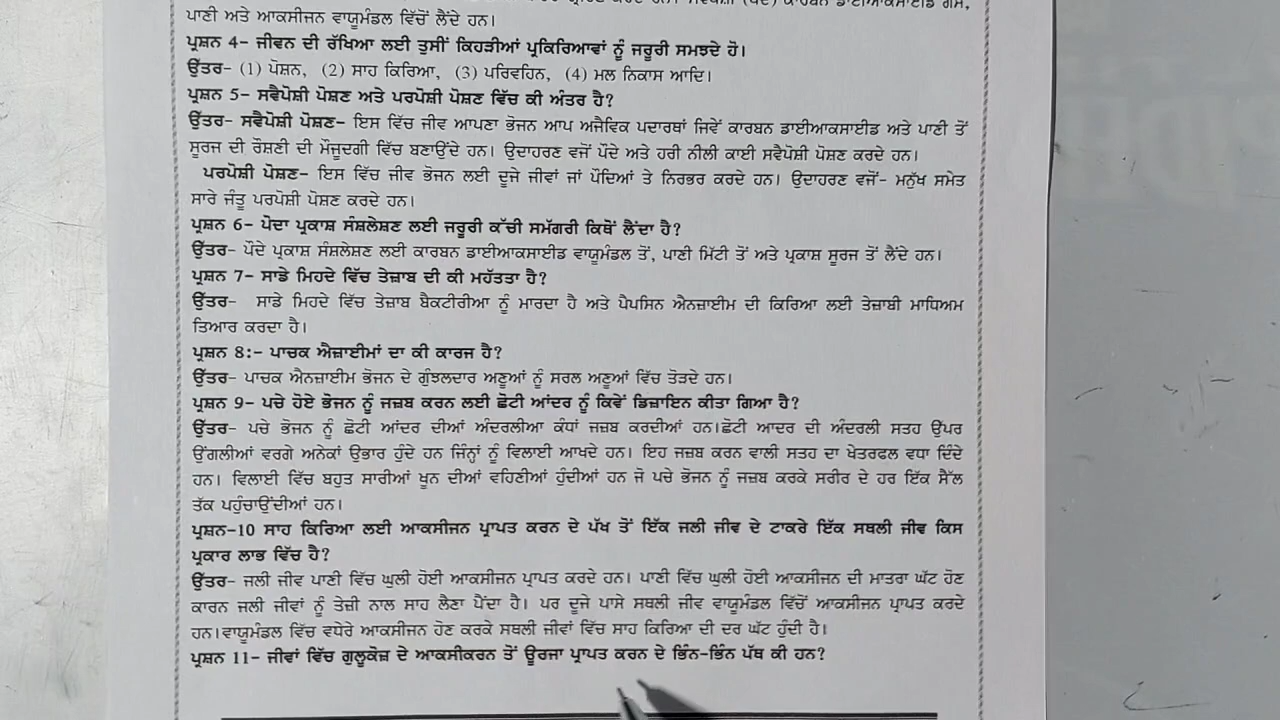 ਪਾਣੀ ਅਤੇ ਆਕਸੀਜਨ ਵਾਯੂਮੰਡਲ ਵਿੱਚੋਂ ਲੈਂਦੇ ਹਨ।
ਪ੍ਰਸ਼ਨ 4- ਜੀਵਨ ਦੀ ਰੱਖਿਆ ਲਈ ਤੁਸੀਂ ਕਿਹੜੀਆਂ ਪ੍ਰਕਿਰਿਆਵਾਂ ਨੂੰ ਜਰੂਰੀ ਸਮਝਦੇ ਹੋ।
ਉੱਤਰ- (1) ਪੋਸ਼ਨ, (2) ਸਾਹ ਕਿਰਿਆ, (3) ਪਰਿਵਹਿਨ, (4) ਮਲ ਨਿਕਾਸ ਆਦਿ।
ਪ੍ਰਸ਼ਨ 5- ਸਵੈਪੋਸ਼ੀ ਪੋਸ਼ਣ ਅਤੇ ਪਰਪੋਸ਼ੀ ਪੋਸ਼ਣ ਵਿੱਚ ਕੀ ਅੰਤਰ ਹੈ?
ਉੱਤਰ- ਸਵੈਪੋਸ਼ੀ ਪੋਸ਼ਣ- ਇਸ ਵਿੱਚ ਜੀਵ ਆਪਣਾ ਭੋਜਨ ਆਪ ਅਜੈਵਿਕ ਪਦਾਰਥਾਂ ਜਿਵੇਂ ਕਾਰਬਨ ਡਾਈਆਕਸਾਈਡ ਅਤੇ ਪਾਣੀ ਤੋਂ
ਸੂਰਜ ਦੀ ਰੌਸ਼ਣੀ ਦੀ ਮੌਜੂਦਗੀ ਵਿੱਚ ਬਣਾਉਂਦੇ ਹਨ। ਉਦਾਹਰਣ ਵਜੋਂ ਪੌਦੇ ਅਤੇ ਹਰੀ ਨੀਲੀ ਕਾਈ ਸਵੈਪੋਸ਼ੀ ਪੋਸ਼ਣ ਕਰਦੇ ਹਨ।
ਪਰਪੋਸ਼ੀ ਪੋਸ਼ਣ- ਇਸ ਵਿੱਚ ਜੀਵ ਭੋਜਨ ਲਈ ਦੂਜੇ ਜੀਵਾਂ ਜਾਂ ਪੌਦਿਆਂ ਤੇ ਨਿਰਭਰ ਕਰਦੇ ਹਨ। ਉਦਾਹਰਣ ਵਜੋਂ- ਮਨੁੱਖ ਸਮੇਤ
ਸਾਰੇ ਜੰਤੂ ਪਰਪੋਸ਼ੀ ਪੋਸ਼ਣ ਕਰਦੇ ਹਨ।
ਪ੍ਰਸ਼ਨ 6- ਪੋਦਾ ਪ੍ਰਕਾਸ਼ ਸੰਸ਼ਲੇਸ਼ਣ ਲਈ ਜਰੂਰੀ ਕੱਚੀ ਸਮੱਗਰੀ ਕਿਥੋਂ ਲੈਂਦਾ ਹੈ?
ਉੱਤਰ- ਪੌਦੇ ਪ੍ਰਕਾਸ਼ ਸੰਸ਼ਲੇਸ਼ਣ ਲਈ ਕਾਰਬਨ ਡਾਈਆਕਸਾਈਡ ਵਾਯੂਮੰਡਲ ਤੋਂ, ਪਾਣੀ ਮਿੱਟੀ ਤੋਂ ਅਤੇ ਪ੍ਰਕਾਸ਼ ਸੂਰਜ ਤੋਂ ਲੈਂਦੇ ਹਨ।
ਪ੍ਰਸ਼ਨ 7- ਸਾਡੇ ਮਿਹਦੇ ਵਿੱਚ ਤੇਜ਼ਾਬ ਦੀ ਕੀ ਮਹੱਤਤਾ ਹੈ?
ਉੱਤਰ- ਸਾਡੇ ਮਿਹਦੇ ਵਿੱਚ ਤੇਜ਼ਾਬ ਬੈਕਟੀਰੀਆ ਨੂੰ ਮਾਰਦਾ ਹੈ ਅਤੇ ਪੈਪਸਿਨ ਐਨਜ਼ਾਈਮ ਦੀ ਕਿਰਿਆ ਲਈ ਤੇਜ਼ਾਬੀ ਮਾਧਿਅਮ
ਤਿਆਰ ਕਰਦਾ ਹੈ।
ਪ੍ਰਸ਼ਨ 8:- ਪਾਚਕ ਐਜ਼ਾਈਮਾਂ ਦਾ ਕੀ ਕਾਰਜ ਹੈ?
ਉੱਤਰ- ਪਾਚਕ ਐਨਜ਼ਾਈਮ ਭੋਜਨ ਦੇ ਗੁੰਝਲਦਾਰ ਅਣੂਆਂ ਨੂੰ ਸਰਲ ਅਣੂਆਂ ਵਿੱਚ ਤੋੜਦੇ ਹਨ।
ਪ੍ਰਸ਼ਨ 9- ਪਚੇ ਹੋਏ ਭੋਜਨ ਨੂੰ ਜਜ਼ਬ ਕਰਨ ਲਈ ਛੋਟੀ ਆਂਦਰ ਨੂੰ ਕਿਵੇਂ ਡਿਜ਼ਾਇਨ ਕੀਤਾ ਗਿਆ ਹੈ?
ਉੱਤਰ- ਪਚੇ ਭੋਜਨ ਨੂੰ ਛੋਟੀ ਆਂਦਰ ਦੀਆਂ ਅੰਦਰਲੀਆ ਕੰਧਾਂ ਜਜ਼ਬ ਕਰਦੀਆਂ ਹਨ।ਛੋਟੀ ਆਦਰ ਦੀ ਅੰਦਰਲੀ ਸਤਹ ਉਪਰ
ਉਂਗਲੀਆਂ ਵਰਗੇ ਅਨੇਕਾਂ ਉਭਾਰ ਹੁੰਦੇ ਹਨ ਜਿੰਨ੍ਹਾਂ ਨੂੰ ਵਿਲਾਈ ਆਖਦੇ ਹਨ। ਇਹ ਜਜ਼ਬ ਕਰਨ ਵਾਲੀ ਸਤਹ ਦਾ ਖੇਤਰਫਲ ਵਧਾ ਦਿੰਦੇ
ਹਨ। ਵਿਲਾਈ ਵਿੱਚ ਬਹੁਤ ਸਾਰੀਆਂ ਖੂਨ ਦੀਆਂ ਵਹਿਣੀਆਂ ਹੁੰਦੀਆਂ ਹਨ ਜੋ ਪਚੇ ਭੋਜਨ ਨੂੰ ਜਜ਼ਬ ਕਰਕੇ ਸਰੀਰ ਦੇ ਹਰ ਇੱਕ ਸੈੱਲ
ਤੱਕ ਪਹੁੰਚਾਉਂਦੀਆਂ ਹਨ।
ਪ੍ਰਸ਼ਨ-10 ਸਾਹ ਕਿਰਿਆ ਲਈ ਆਕਸੀਜਨ ਪ੍ਰਾਪਤ ਕਰਨ ਦੇ ਪੱਖ ਤੋਂ ਇੱਕ ਜਲੀ ਜੀਵ ਦੇ ਟਾਕਰੇ ਇੱਕ ਸਥਲੀ ਜੀਵ ਕਿਸ
ਪ੍ਰਕਾਰ ਲਾਭ ਵਿੱਚ ਹੈ?
ਉੱਤਰ- ਜਲੀ ਜੀਵ ਪਾਣੀ ਵਿੱਚ ਘੁਲੀ ਹੋਈ ਆਕਸੀਜਨ ਪ੍ਰਾਪਤ ਕਰਦੇ ਹਨ। ਪਾਣੀ ਵਿੱਚ ਘੁਲੀ ਹੋਈ ਆਕਸੀਜਨ ਦੀ ਮਾਤਰਾ ਘੱਟ ਹੋਣ
ਕਾਰਨ ਜਲੀ ਜੀਵਾਂ ਨੂੰ ਤੇਜ਼ੀ ਨਾਲ ਸਾਹ ਲੈਣਾ ਪੈਂਦਾ ਹੈ। ਪਰ ਦੂਜੇ ਪਾਸੇ ਸਥਲੀ ਜੀਵ ਵਾਯੂਮੰਡਲ ਵਿੱਚੋਂ ਆਕਸੀਜਨ ਪ੍ਰਾਪਤ ਕਰਦੇ
ਹਨ।ਵਾਯੂਮੰਡਲ ਵਿੱਚ ਵਧੇਰੇ ਆਕਸੀਜਨ ਹੋਣ ਕਰਕੇ ਸਥਲੀ ਜੀਵਾਂ ਵਿੱਚ ਸਾਹ ਕਿਰਿਆ ਦੀ ਦਰ ਘੱਟ ਹੁੰਦੀ ਹੈ।
ਪ੍ਰਸ਼ਨ 11- ਜੀਵਾਂ ਵਿੱਚ ਗੁਲੂਕੋਜ਼ ਦੇ ਆਕਸੀਕਰਨ ਤੋਂ ਊਰਜਾ ਪ੍ਰਾਪਤ ਕਰਨ ਦੇ ਭਿੰਨ-ਭਿੰਨ ਪੱਥ ਕੀ ਹਨ?